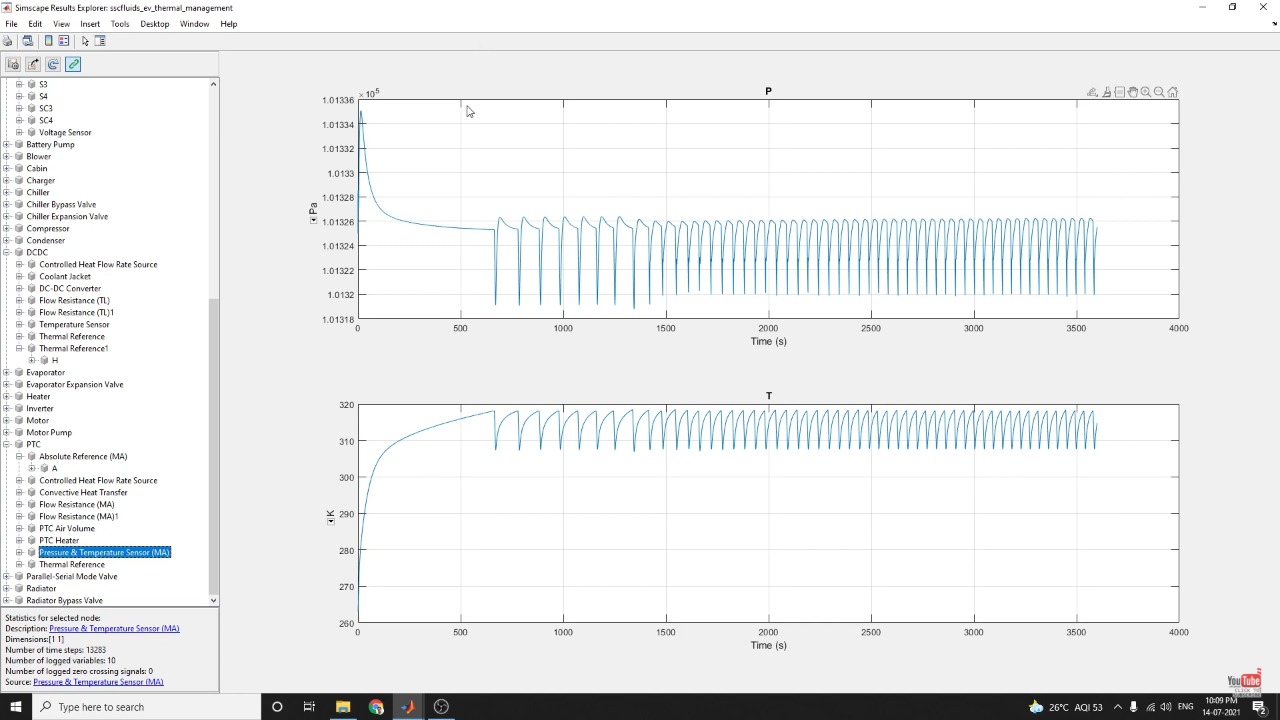 Simscape Results Explorer: sscfluids_ev_thermal_management
File Edit View Insert Tools Desktop Window Help
S3
S4
SC3
SC4
Voltage Sensor
Battery Pump
Blower
Cabin
Charger
Chiller
Chiller Bypass Valve
Chiller Expansion Valve
Compressor
Condenser
DCDC
Controlled Heat Flow Rate Source
Coolant Jacket
DC-DC Converter
Flow Resistance (TL)
Flow Resistance (TL)1
Temperature Sensor
Thermal Reference
Thermal Reference1
H
Evaporator
Evaporator Expansion Valve
Heater
Inverter
Motor
Motor Pump
PTC
Absolute Reference (MA)
A
Controlled Heat Flow Rate Source
Convective Heat Transfer
Flow Resistance (MA)
Flow Resistance (MA)1
PTC Air Volume
PTC Heater
Pressure & Temperature Sensor (MA)
Thermal Reference
Parallel-Serial Mode Valve
Radiator
Radiator Bypass Valve
Statistics for selected node:
Description: Pressure & Temperature Sensor (MA)
Dimensions:[1 1]
Number of time steps: 13283
Number of logged variables: 10
Number of logged zero crossing signals: 0
Source: Pressure & Temperature Sensor (MA)
P
× 10⁵
1.01336
1.01334
1.01332
1.0133
1.01328
1.01326
1.01324
1.01322
1.0132
1.01318
Pa
0 500 1000 1500 2000 2500 3000 3500 4000
Time (s)
T
320
310
300
290
280
270
260
K
0 500 1000 1500 2000 2500 3000 3500 4000
Time (s)
YouTube
Type here to search
26°C AQI 53
ENG
10:09 PM
14-07-2021
2